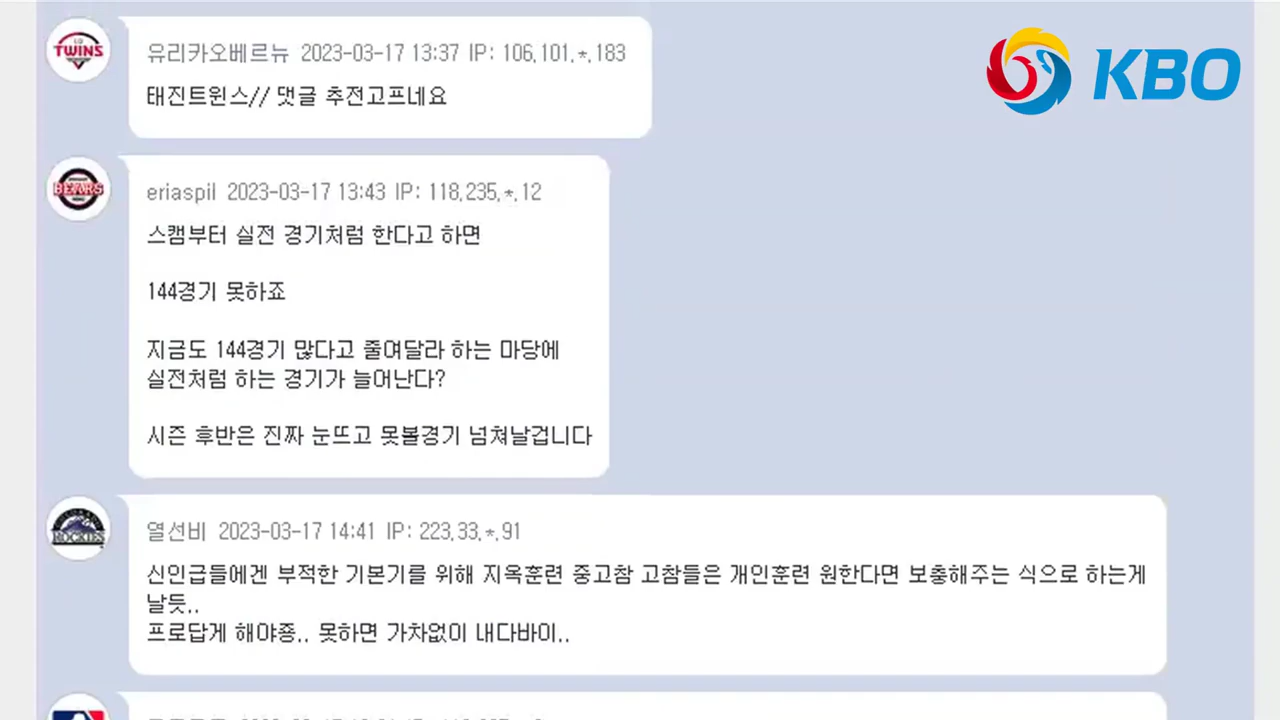 TWINS
유리카오베르뉴 2023-03-17 13:37 IP: 106.101.*.183
KBO
태진트윈스// 댓글 추전고프네요
BEARS
eriaspil 2023-03-17 13:43 IP: 118.235.*.12
스캠부터 실전 경기처럼 한다고 하면
144경기 못하죠
지금도 144경기 많다고 줄여달라 하는 마당에
실전처럼 하는 경기가 늘어난다?
시즌 후반은 진짜 눈뜨고 못볼경기 넘쳐날겁니다
ROCKIES
열선비 2023-03-17 14:41 IP: 223.33.*.91
신인급들에겐 부적한 기본기를 위해 지옥훈련 중고참 고참들은 개인훈련 원한다면 보충해주는 식으로 하는게
날듯..
프로답게 해야죵.. 못하면 가차없이 내다바이..